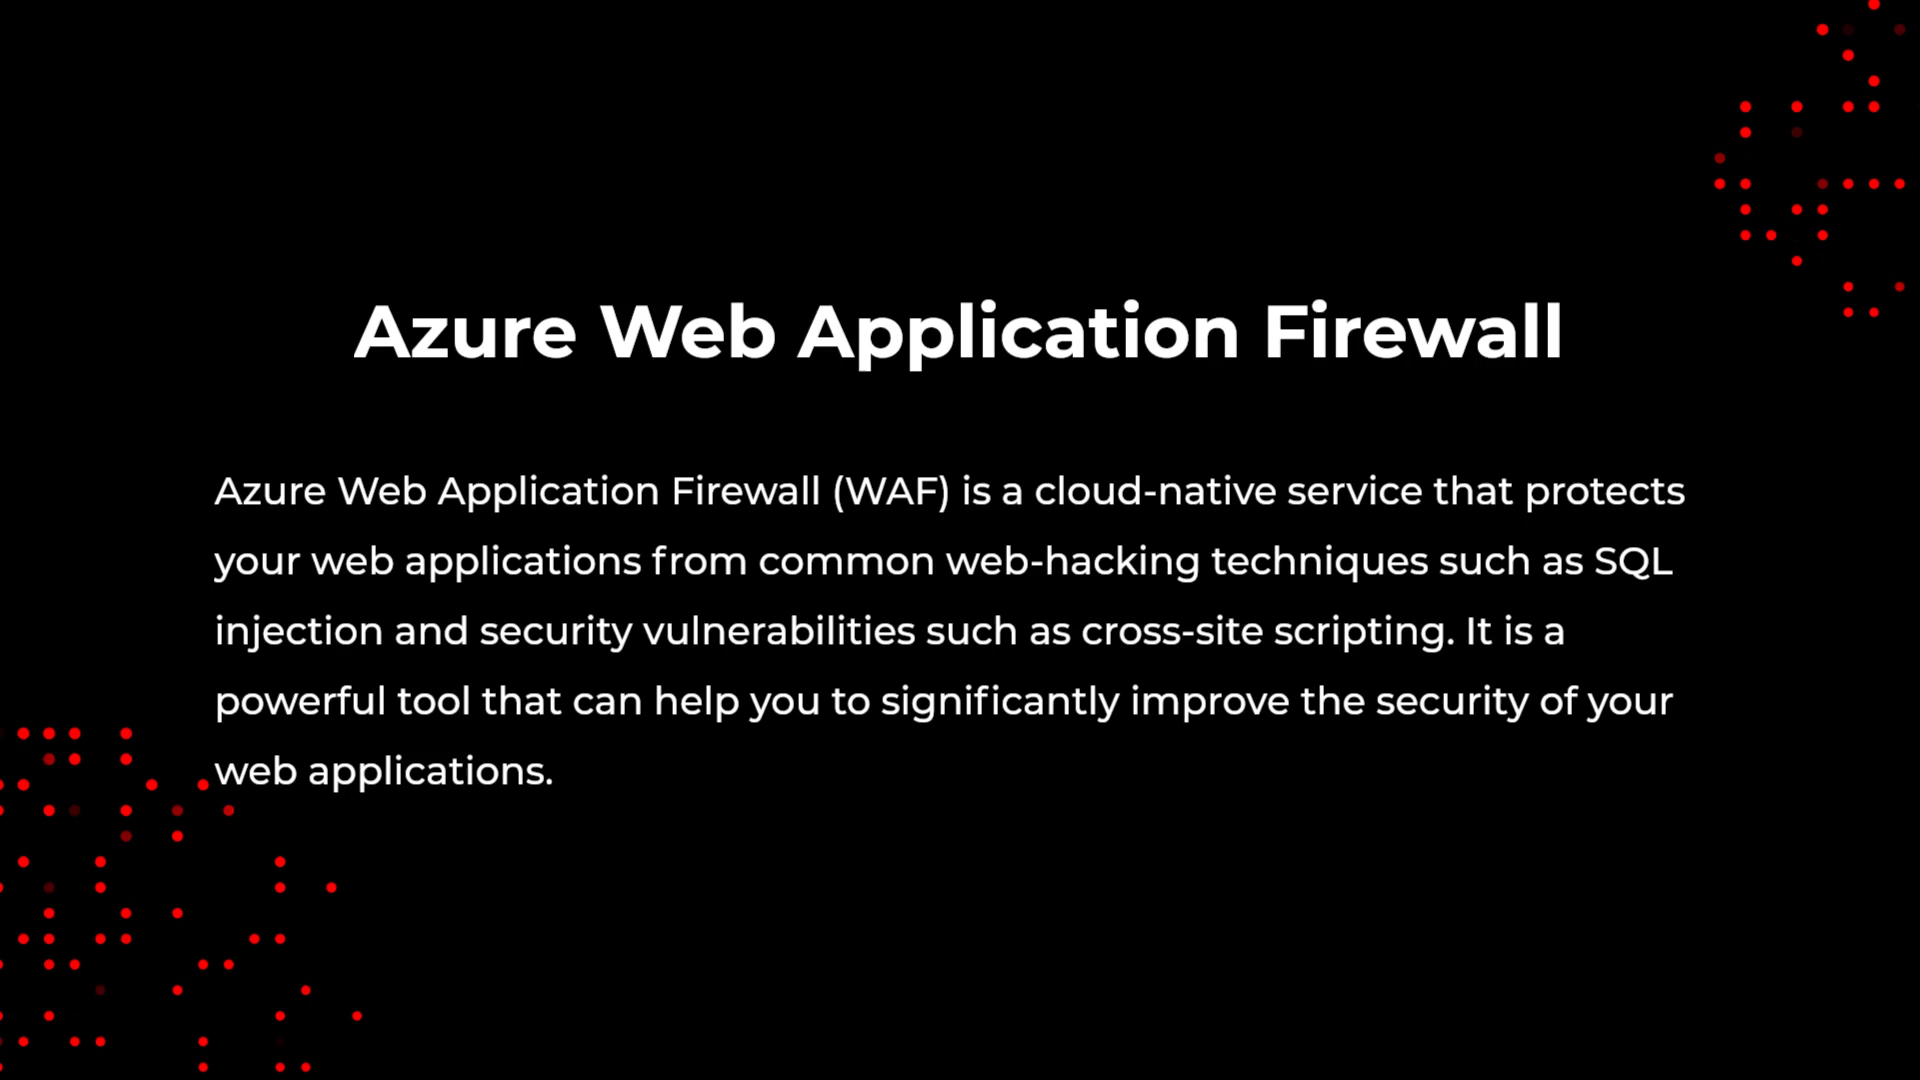 Azure Web Application Firewall
Azure Web Application Firewall (WAF) is a cloud-native service that protects
your web applications from common web-hacking techniques such as SQL
injection and security vulnerabilities such as cross-site scripting. It is a
powerful tool that can help you to significantly improve the security of your
web applications.